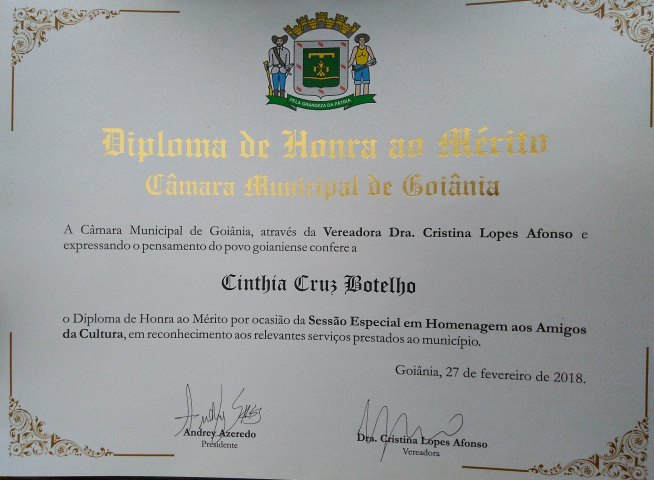 PELA GRANDEZA DA PÁTRIA
Diploma de Honra ao Mérito
Câmara Municipal de Goiânia
A Câmara Municipal de Goiânia, através da Vereadora Dra. Cristina Lopes Afonso e
expressando o pensamento do povo goianiense confere a
Cinthia Cruz Botelho
o Diploma de Honra ao Mérito por ocasião da Sessão Especial em Homenagem aos Amigos
da Cultura, em reconhecimento aos relevantes serviços prestados ao município.
Goiânia, 27 de fevereiro de 2018.
Andrey Azeredo
Presidente
Dra. Cristina Lopes Afonso
Vereadora